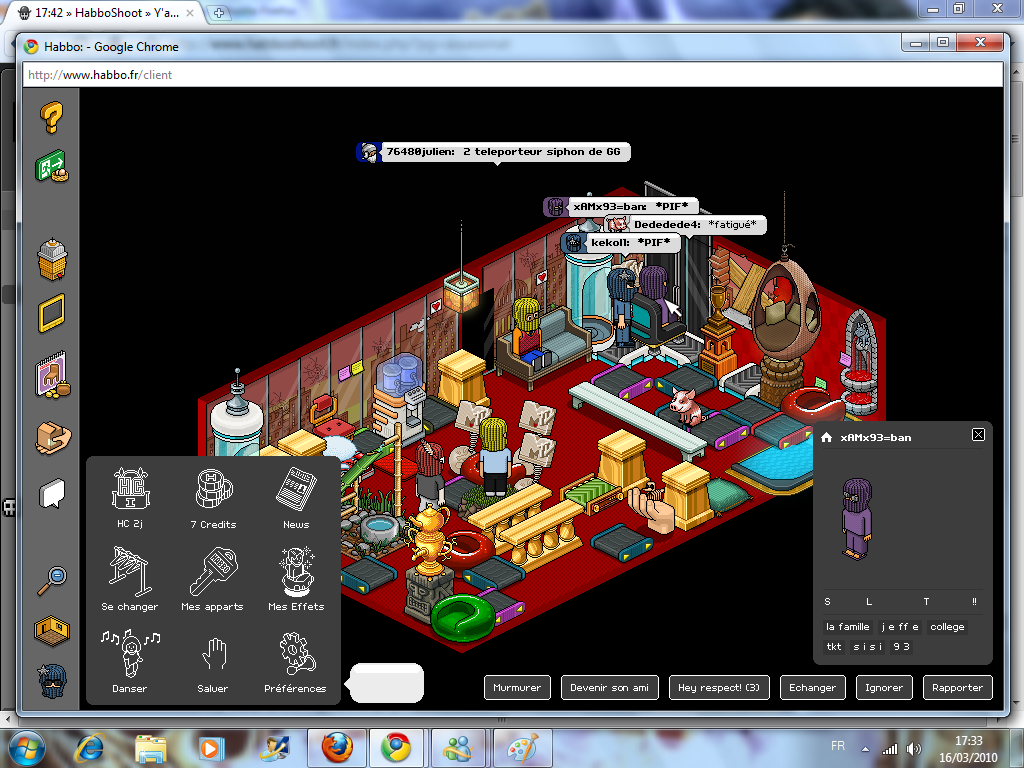 17:42 » HabboShoot » Y'a...
Habbo: - Google Chrome
http://www.habbo.fr/client
76480julien: 2 teleporteur siphon de GG
xAMx93=ban: *PIF*
Dededede4: *fatigué*
kekol1: *PIF*
xAMx93=ban
HC 2j
7 Credits
News
Se changer
Mes apparts
Mes Effets
Danser
Saluer
Préférences
S L T !!
la famille j e ff e college
tkt s i s i 9 3
Murmurer
Devenir son ami
Hey respect! (3)
Echanger
Ignorer
Rapporter
FR
17:33
16/03/2010